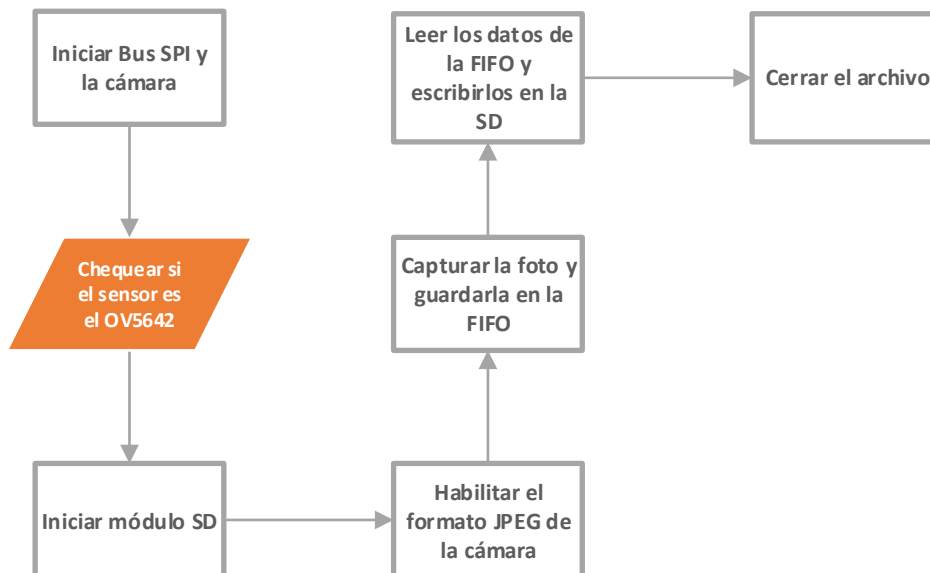 Iniciar Bus SPI y
la cámara
Chequear si
el sensor es
el OV5642
Iniciar módulo SD
Habilitar el
formato JPEG de
la cámara
Capturar la foto y
guardarla en la
FIFO
Leer los datos de
la FIFO y
escribirlos en la
SD
Cerrar el archivo